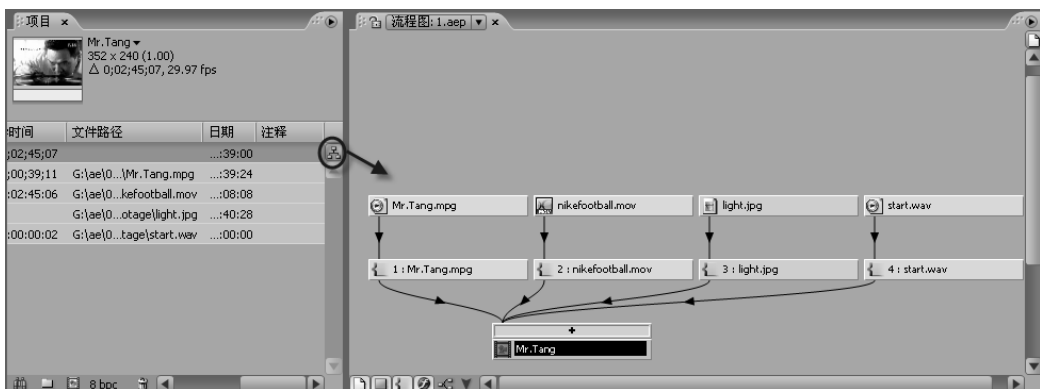 项目 ×
Mr.Tang
352 x 240 (1.00)
Δ 0;02;45;07, 29.97 fps
时间 文件路径 日期 注释
;02;45;07 ...:39:00
;00;39;11 G:\ae\0...\Mr.Tang.mpg ...:39:24
:02:45:06 G:\ae\0...kefootball.mov ...:08:08
G:\ae\0...otage\light.jpg ...:40:28
:00:00:02 G:\ae\0...tage\start.wav ...:00:00
8 bpc
流程图: 1.aep ×
Mr.Tang.mpg nikefootball.mov light.jpg start.wav
1 : Mr.Tang.mpg 2 : nikefootball.mov 3 : light.jpg 4 : start.wav
+
Mr.Tang